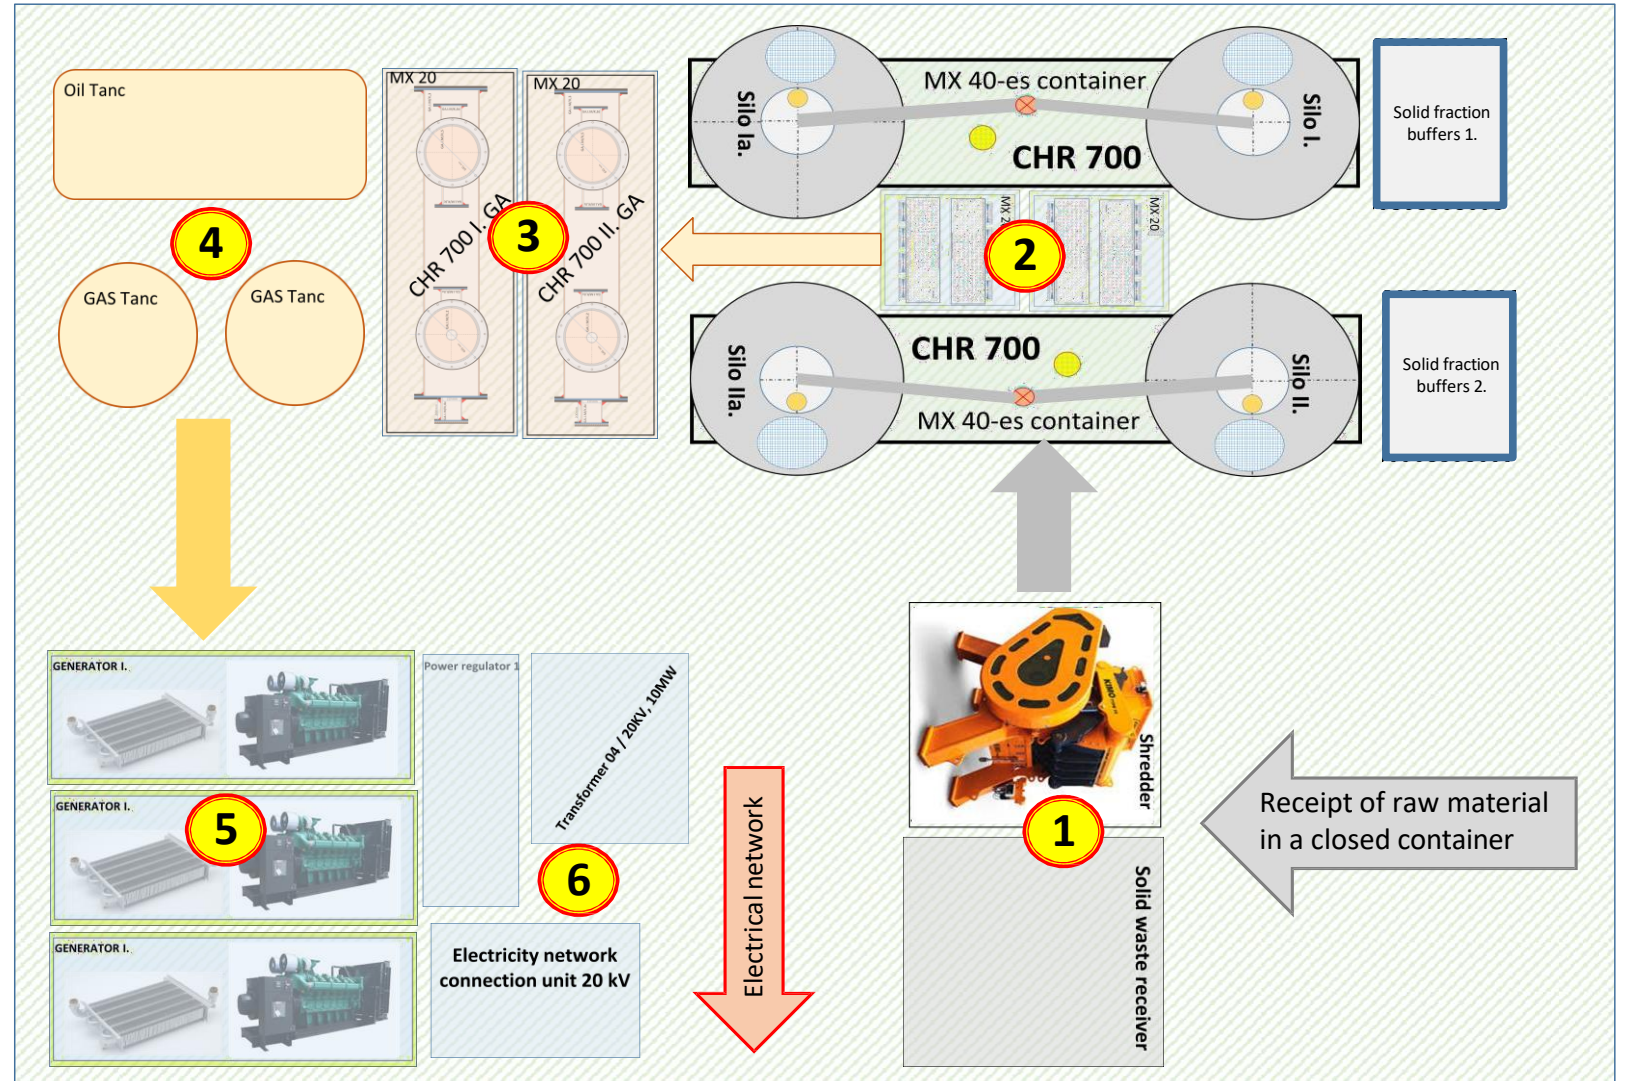 Oil Tanc
4
GAS Tanc
GAS Tanc
MX 20
CHR 700 I. GA
3
MX 20
CHR 700 II. GA
Silo Ia.
MX 40-es container
CHR 700
Silo I.
Solid fraction
buffers 1.
MX 20
2
MX 20
Silo IIa.
CHR 700
MX 40-es container
Silo II.
Solid fraction
buffers 2.
GENERATOR I.
GENERATOR I.
5
GENERATOR I.
Power regulator 1
Transformer 04 / 20KV, 10MW
6
Electricity network
connection unit 20 kV
Electrical network
KIMO
Shredder
1
Solid waste receiver
Receipt of raw material
in a closed container